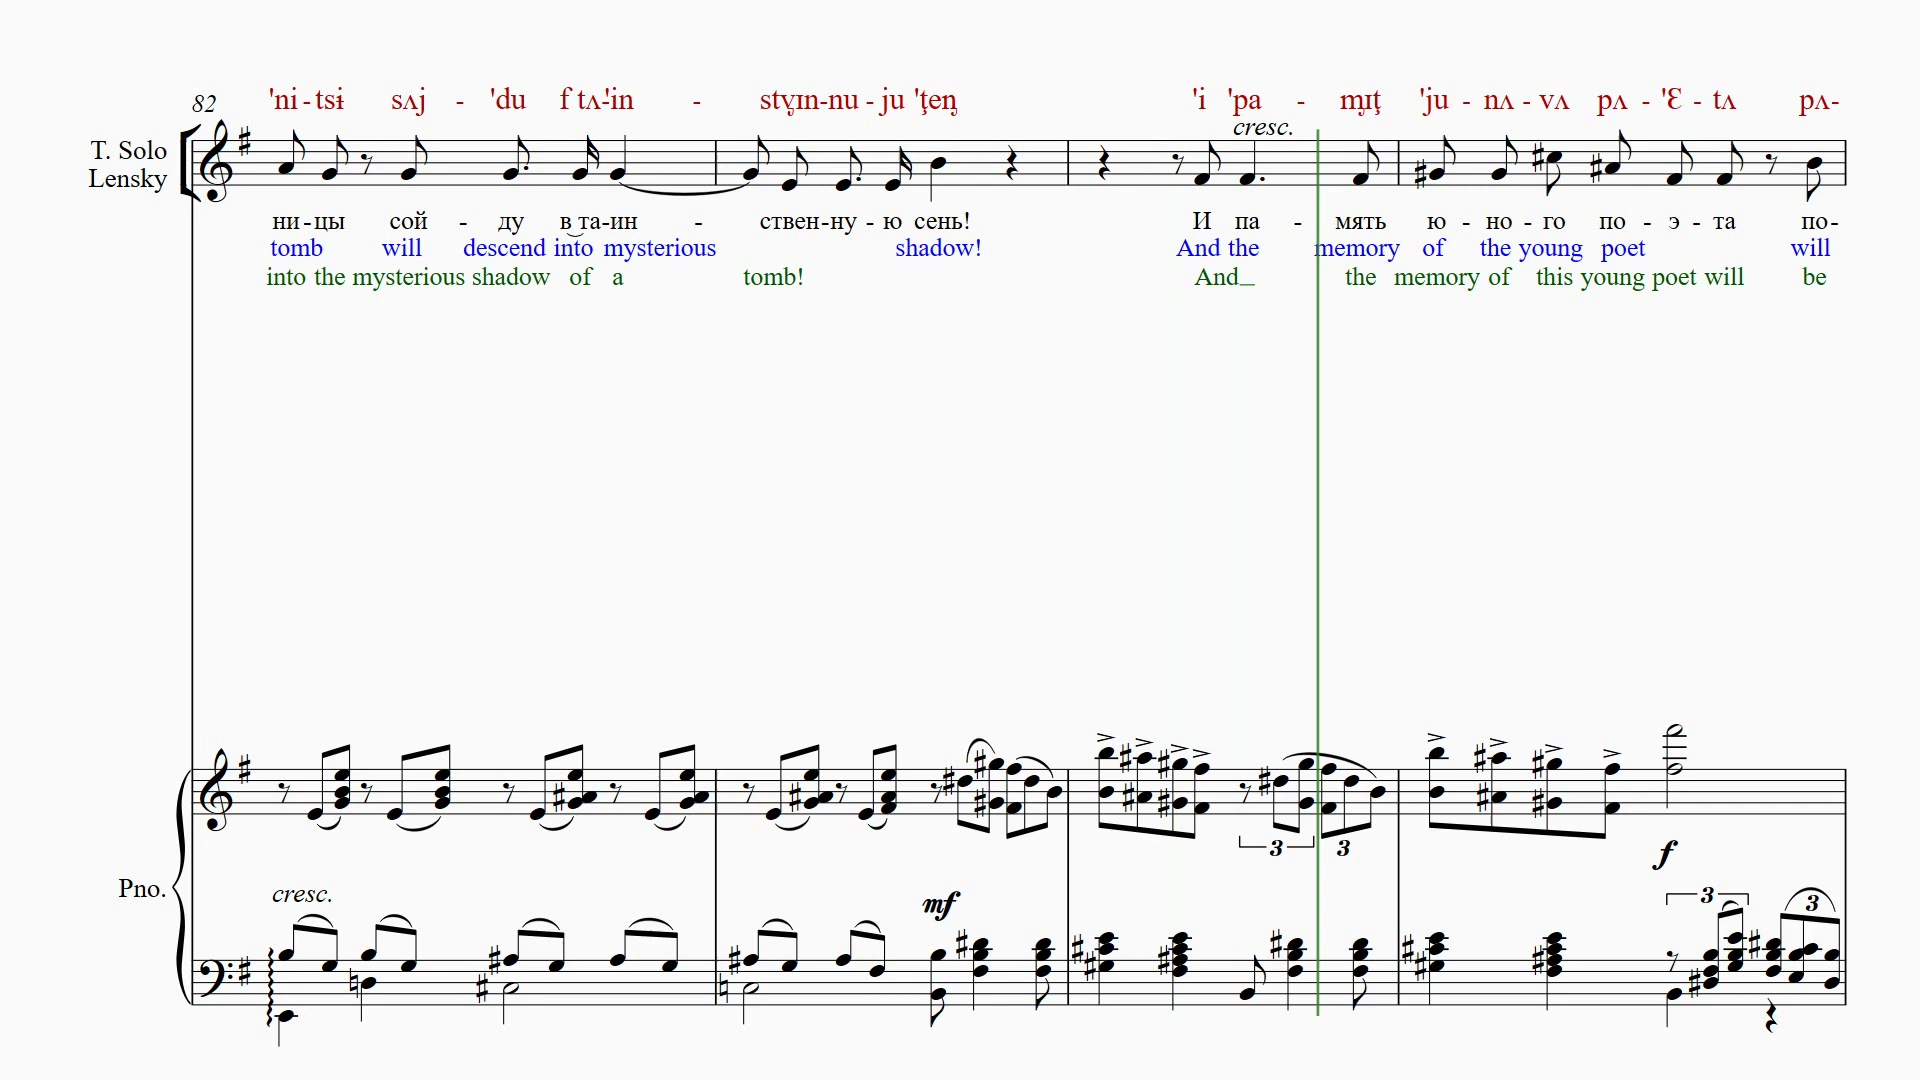 82 'ni - tsɨ sʌj - 'du f tʌ-'in - stv̦ɪn-nu - ju 'ţeņ 'i 'pa - m̦ɪţ 'ju - nʌ - vʌ pʌ - 'Ɛ - tʌ pʌ-
cresc.
T. Solo
Lensky
ни - цы сой - ду в та-ин - ствен-ну - ю сень! И па - мять ю - но - го по - э - та по-
tomb will descend into mysterious shadow! And the memory of the young poet will
into the mysterious shadow of a tomb! And_ the memory of this young poet will be
3 3
f
Pno.
cresc. mf 3 3